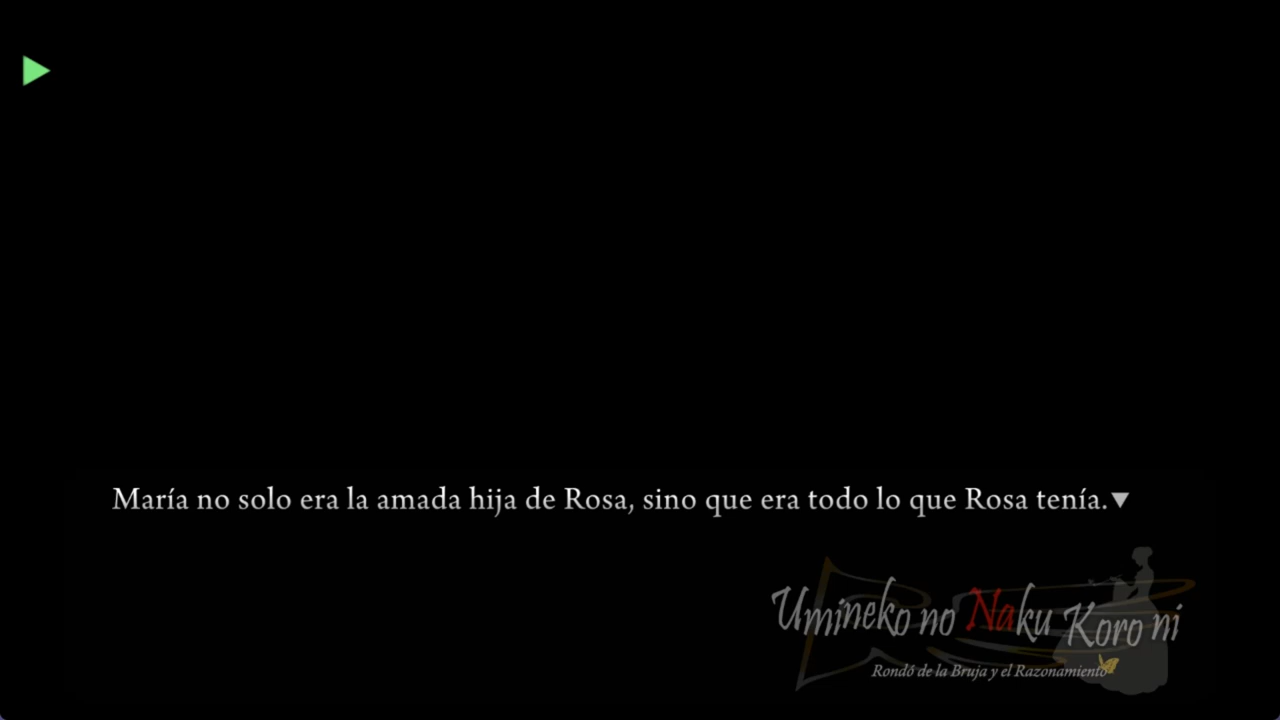 María no solo era la amada hija de Rosa, sino que era todo lo que Rosa tenía.
Umineko no Naku Koro ni
Rondó de la Bruja y el Razonamiento